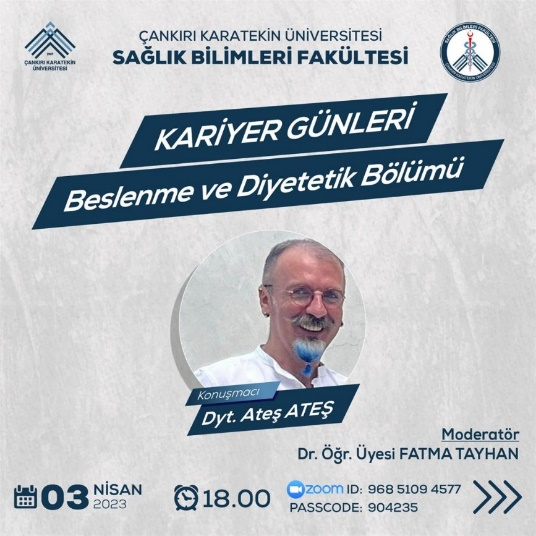 ÇANKIRI KARATEKİN
ÜNİVERSİTESİ
ÇANKIRI KARATEKİN ÜNİVERSİTESİ
SAĞLIK BİLİMLERİ FAKÜLTESİ
KARİYER GÜNLERİ
Beslenme ve Diyetetik Bölümü
Konuşmacı
Dyt. Ateş ATEŞ
Moderatör
Dr. Öğr. Üyesi FATMA TAYHAN
03 NİSAN
2023
18.00
zoom ID: 968 5109 4577
PASSCODE: 904235